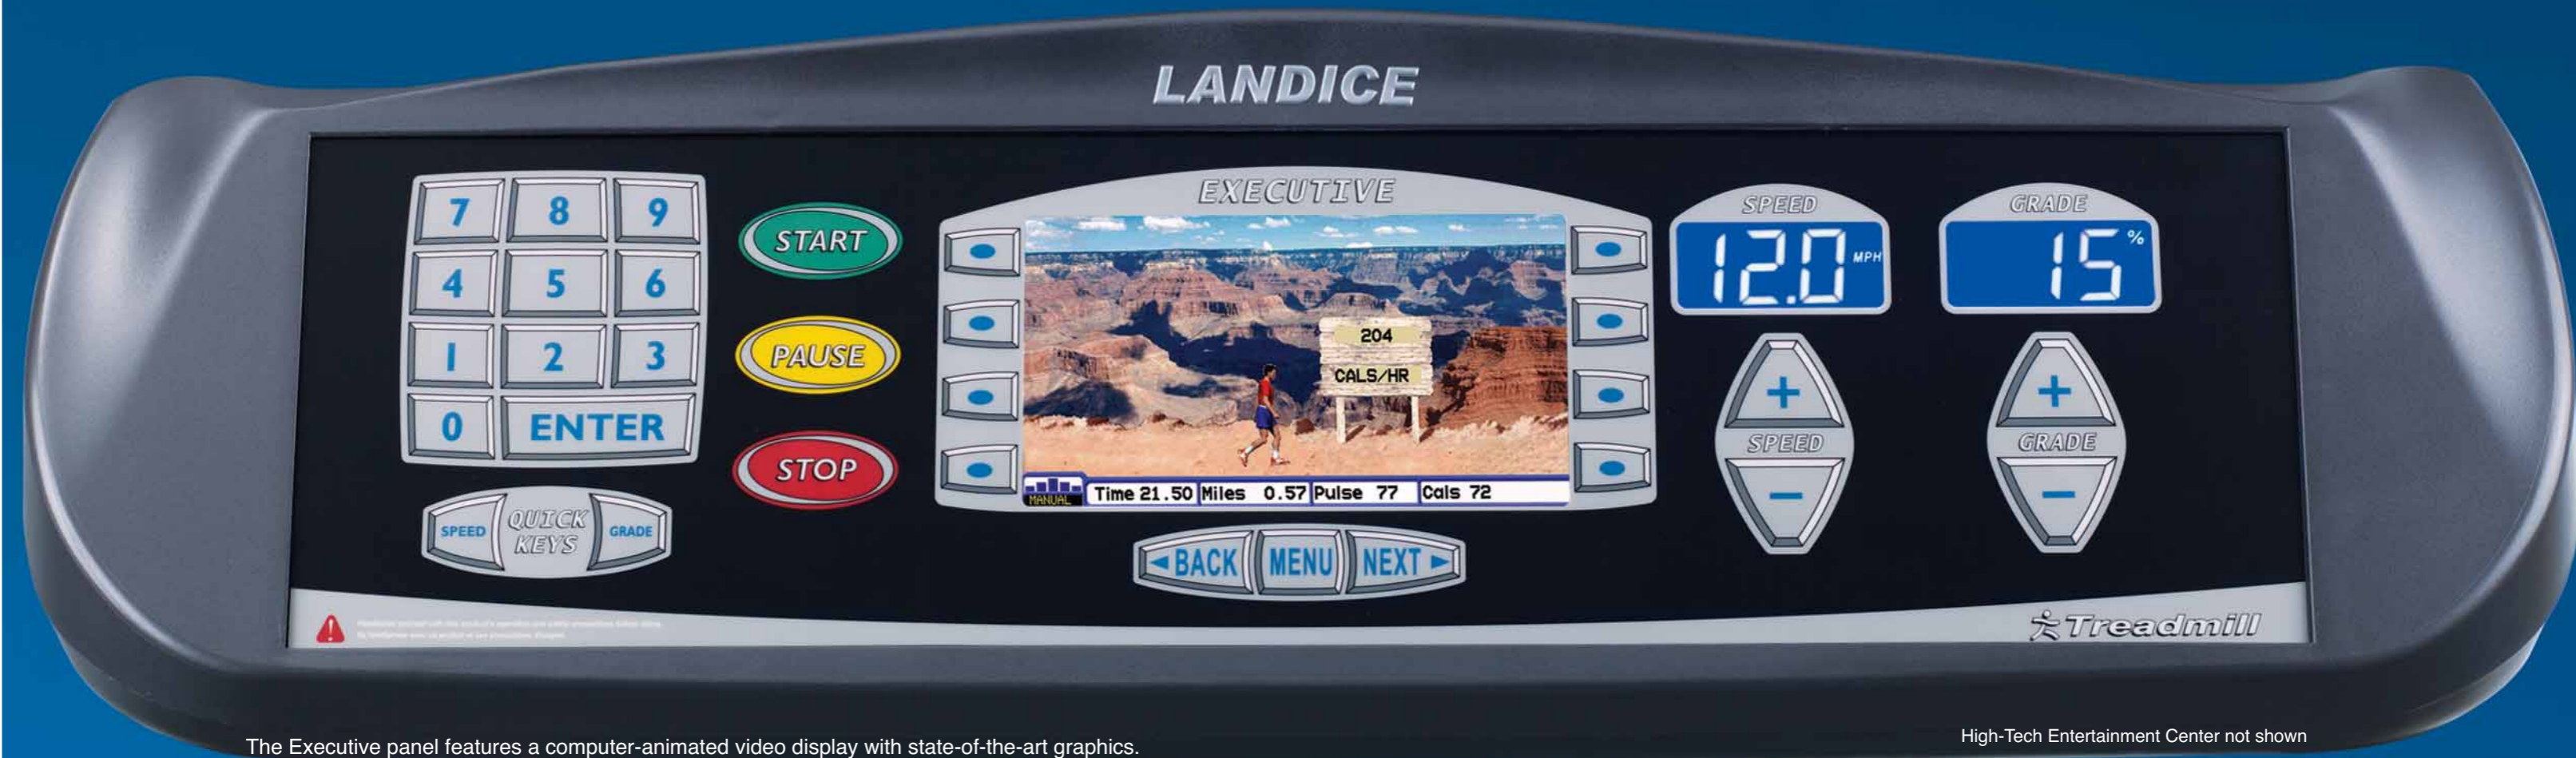 LANDICE
EXECUTIVE
7 8 9
4 5 6
1 2 3
0 ENTER
QUICK KEYS
SPEED GRADE
START
PAUSE
STOP
204
CALS/HR
MANUAL Time 21.50 Miles 0.57 Pulse 77 Cals 72
◄BACK MENU NEXT►
SPEED
12.0 MPH
+
SPEED
−
GRADE
15 %
+
GRADE
−
Treadmill
The Executive panel features a computer-animated video display with state-of-the-art graphics.
High-Tech Entertainment Center not shown